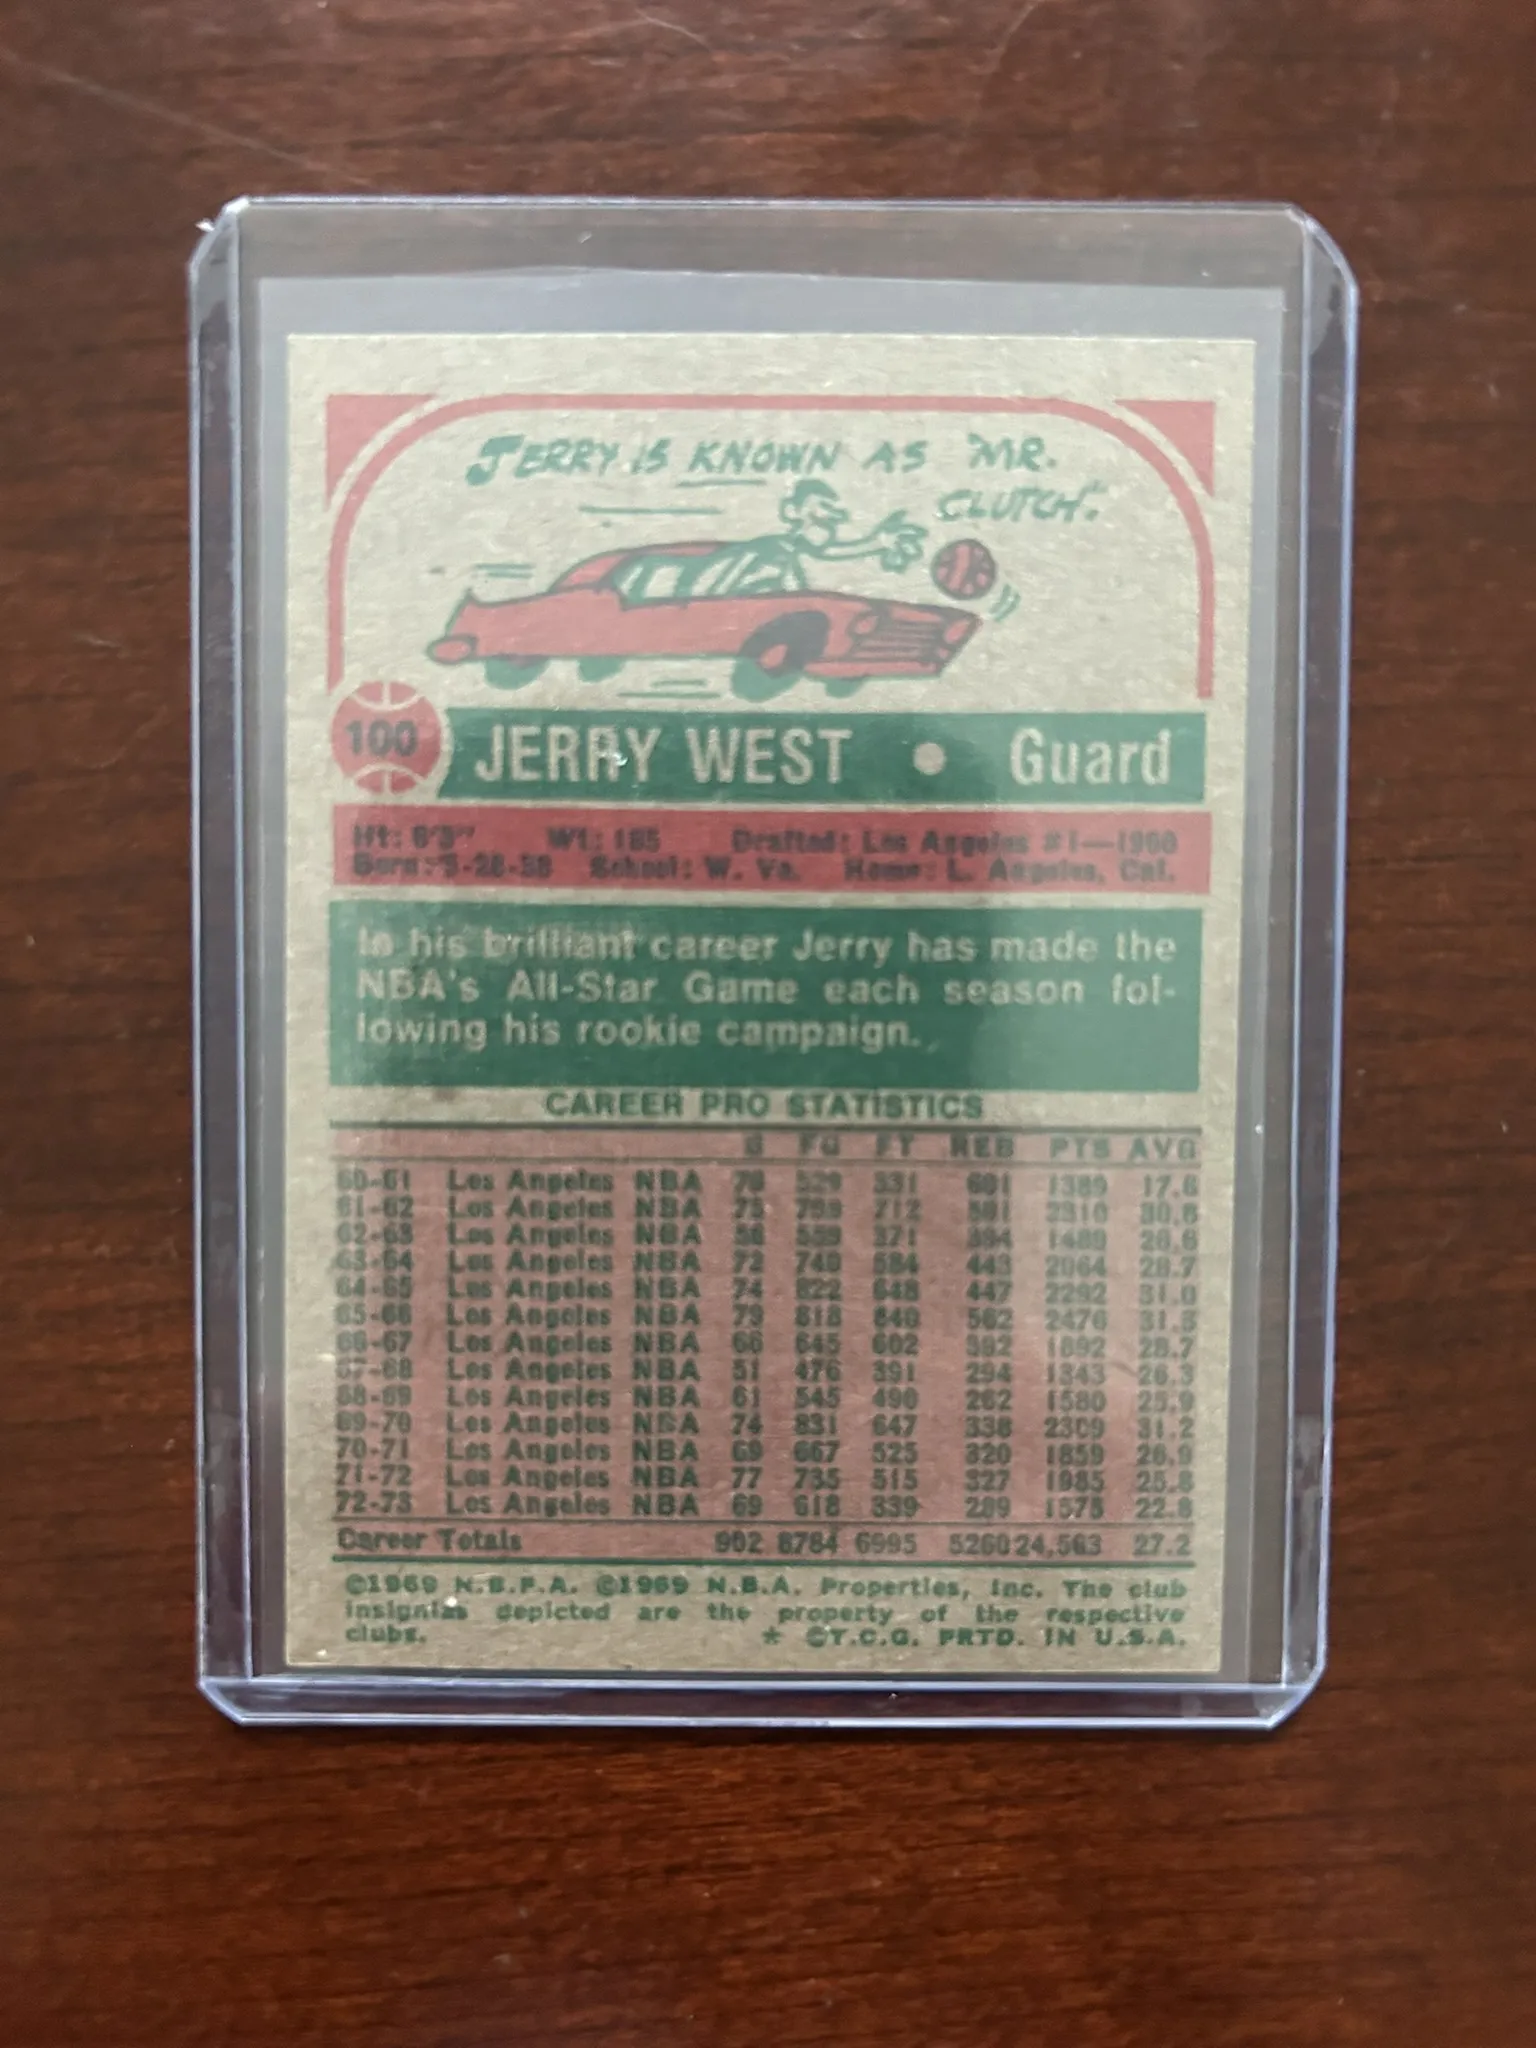 JERRY IS KNOWN AS "MR.
CLUTCH."
100 JERRY WEST • Guard
Ht: 6'3" Wt: 185 Drafted: Los Angeles #1—1960
Born: 5-28-38 School: W. Va. Home: L. Angeles, Cal.
In his brilliant career Jerry has made the
NBA's All-Star Game each season fol-
lowing his rookie campaign.
CAREER PRO STATISTICS
G FG FT REB PTS AVG
60-61 Los Angeles NBA 79 529 331 611 1389 17.6
61-62 Los Angeles NBA 75 799 712 591 2310 30.8
62-63 Los Angeles NBA 56 559 371 394 1489 26.6
63-64 Los Angeles NBA 72 740 584 443 2064 28.7
64-65 Los Angeles NBA 74 822 648 447 2292 31.0
65-66 Los Angeles NBA 79 818 840 562 2476 31.3
66-67 Los Angeles NBA 66 645 602 392 1892 28.7
67-68 Los Angeles NBA 51 476 391 294 1343 26.3
68-69 Los Angeles NBA 61 545 490 262 1580 25.9
69-70 Los Angeles NBA 74 831 647 338 2309 31.2
70-71 Los Angeles NBA 69 667 525 320 1859 26.9
71-72 Los Angeles NBA 77 735 515 327 1985 25.8
72-73 Los Angeles NBA 69 618 339 289 1575 22.8
Career Totals 902 8784 6995 5260 24,563 27.2
©1969 N.B.P.A. ©1969 N.B.A. Properties, Inc. The club
insignias depicted are the property of the respective
clubs. * ©T.C.G. PRTD. IN U.S.A.